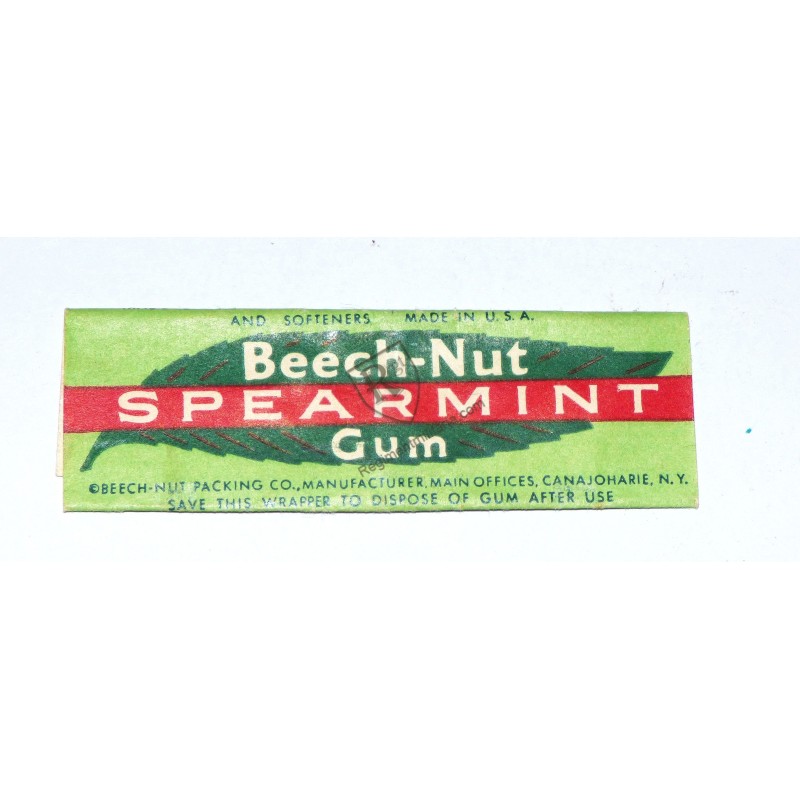 AND SOFTENERS MADE IN U.S.A.
Beech-Nut
SPEARMINT
Gum
©BEECH-NUT PACKING CO., MANUFACTURER, MAIN OFFICES, CANAJOHARIE, N.Y.
SAVE THIS WRAPPER TO DISPOSE OF GUM AFTER USE